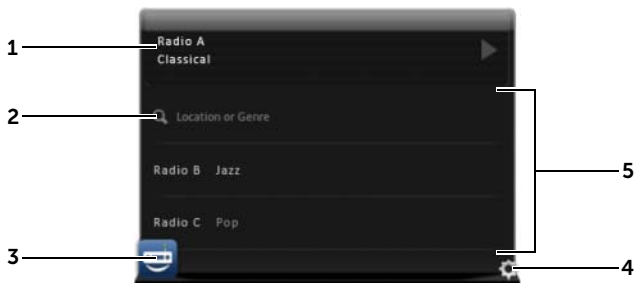 1
Radio A
Classical
2
Location or Genre
Radio B Jazz
5
Radio C Pop
3
4